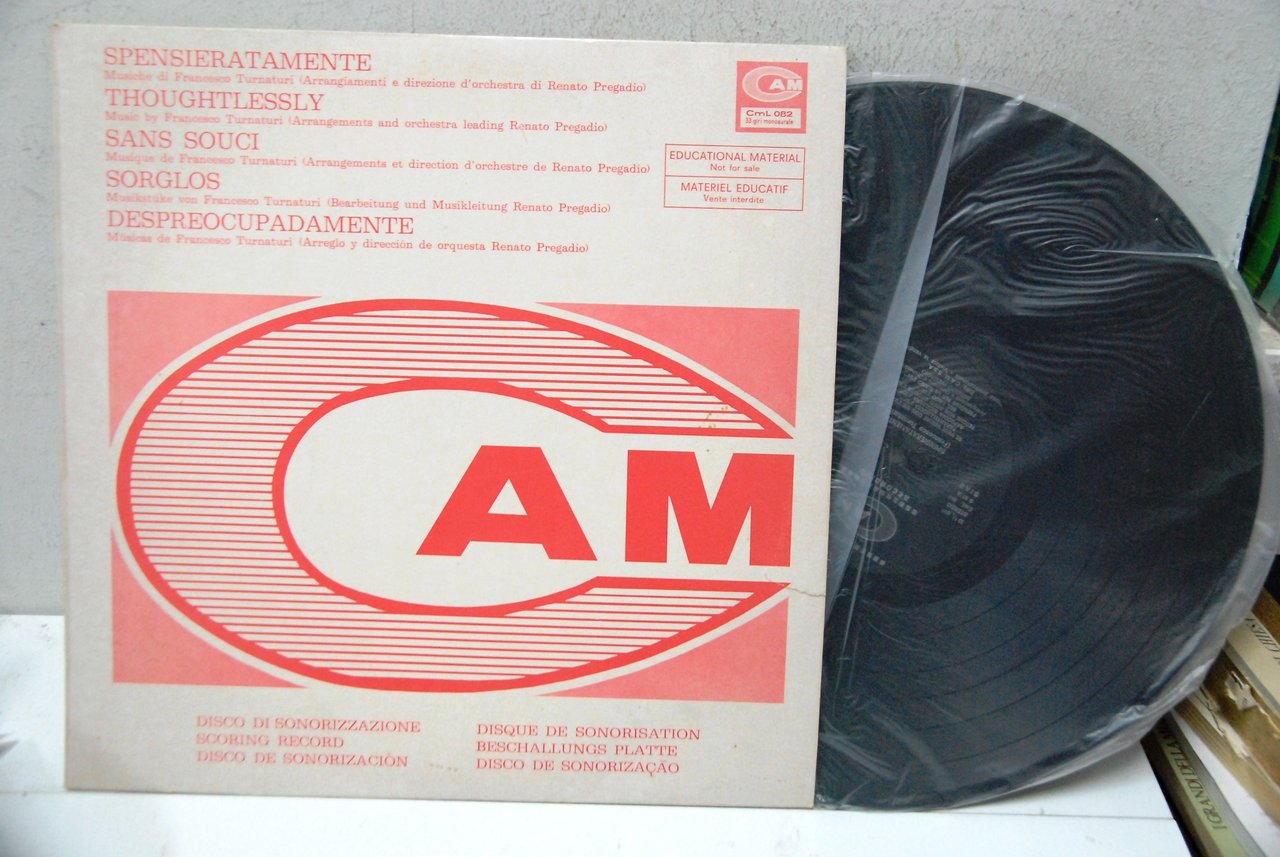 SPENSIERATAMENTE
Musiche di Francesco Turnaturi (Arrangiamenti e direzione d'orchestra di Renato Pregadio)
THOUGHTLESSLY
Music by Francesco Turnaturi (Arrangements and orchestra leading Renato Pregadio)
SANS SOUCI
Musique de Francesco Turnaturi (Arrangements et direction d'orchestre de Renato Pregadio)
SORGLOS
Musikstüke von Francesco Turnaturi (Bearbeitung und Musikleitung Renato Pregadio)
DESPREOCUPADAMENTE
Músicas de Francesco Turnaturi (Arreglo y dirección de orquesta Renato Pregadio)
CAM
CmL 082
33 giri monoaurale
EDUCATIONAL MATERIAL
Not for sale
MATERIEL EDUCATIF
Vente interdite
CAM
DISCO DI SONORIZZAZIONE
SCORING RECORD
DISCO DE SONORIZACIÒN
DISQUE DE SONORISATION
BESCHALLUNGS PLATTE
DISCO DE SONORIZAÇÃO
I GRANDI DELLA